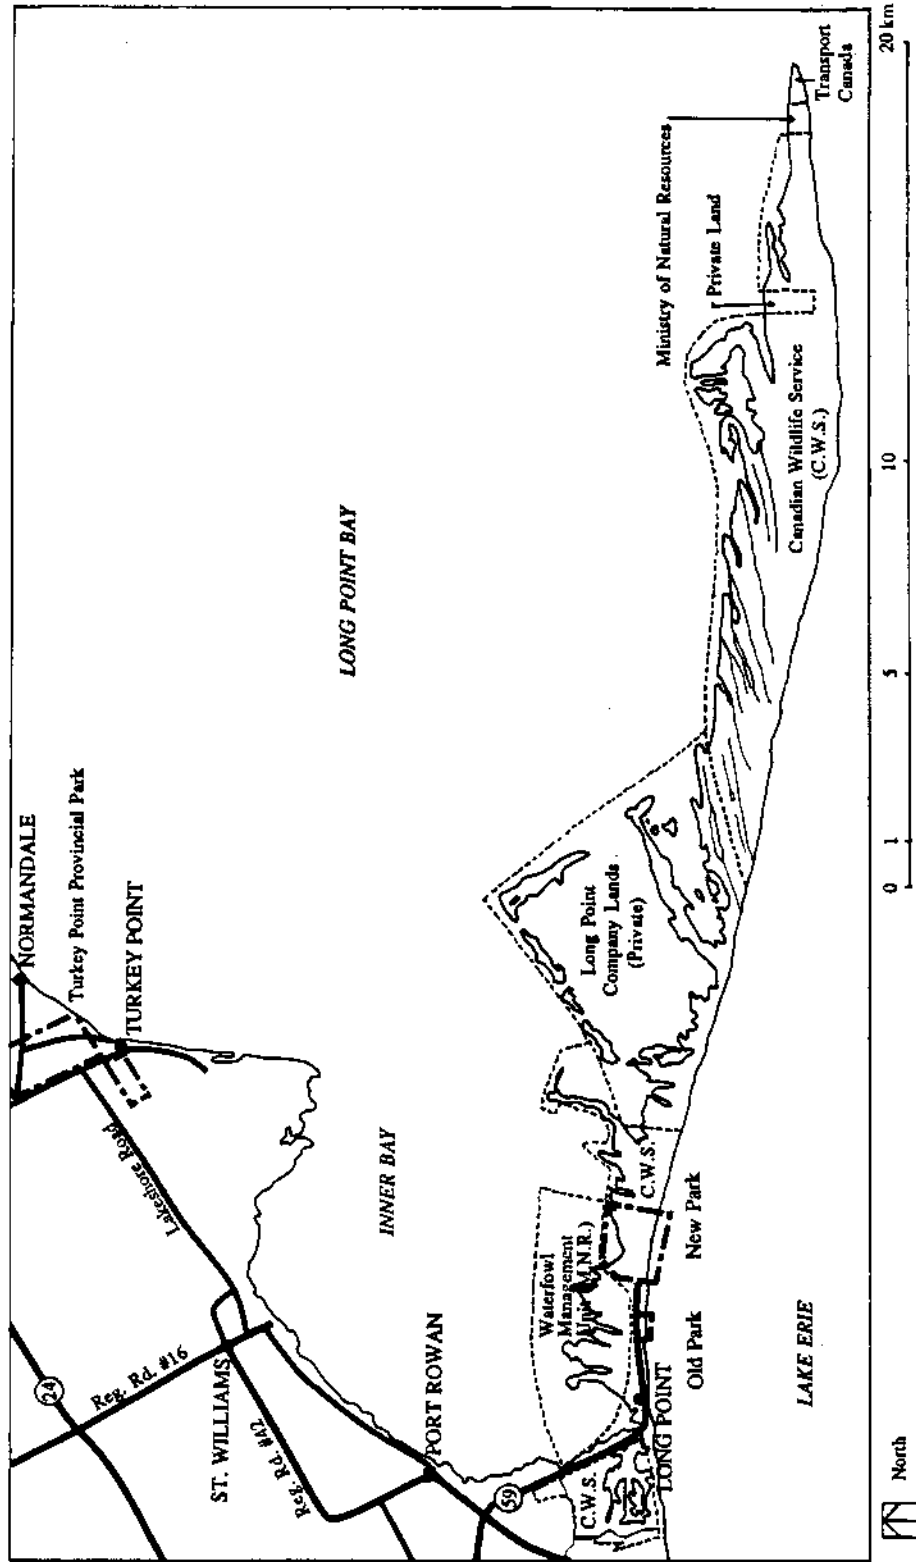 NORMANDALE
Turkey Point Provincial Park
TURKEY POINT
Lakeshore Road
24
Reg. Rd. #16
ST. WILLIAMS
Reg. Rd. #42
PORT ROWAN
59
INNER BAY
LONG POINT BAY
Waterfowl
Management
Unit (M.N.R.)
C.W.S.
LONG POINT
Old Park
New Park
C.W.S.
Long Point
Company Lands
(Private)
Ministry of Natural Resources
Private Land
Canadian Wildlife Service
(C.W.S.)
Transport
Canada
LAKE ERIE
North
0 1 5 10 20 km